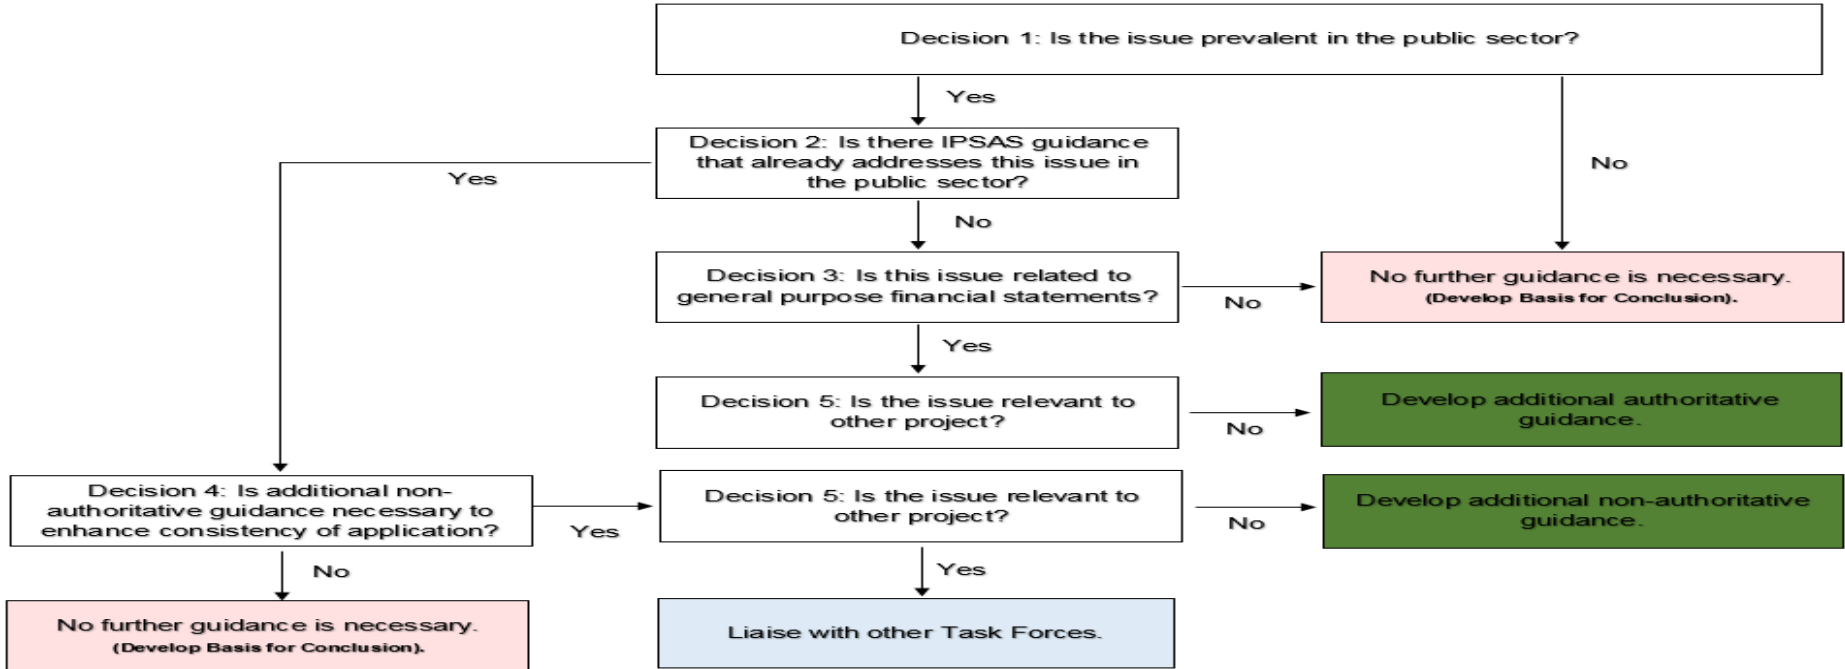 Decision 1: Is the issue prevalent in the public sector?
Yes
No
Decision 2: Is there IPSAS guidance
that already addresses this issue in
the public sector?
Yes
No
Decision 3: Is this issue related to
general purpose financial statements?
No
No further guidance is necessary.
(Develop Basis for Conclusion).
Yes
Decision 5: Is the issue relevant to
other project?
No
Develop additional authoritative
guidance.
Decision 4: Is additional non-
authoritative guidance necessary to
enhance consistency of application?
Yes
Decision 5: Is the issue relevant to
other project?
No
Develop additional non-authoritative
guidance.
No
Yes
No further guidance is necessary.
(Develop Basis for Conclusion).
Liaise with other Task Forces.